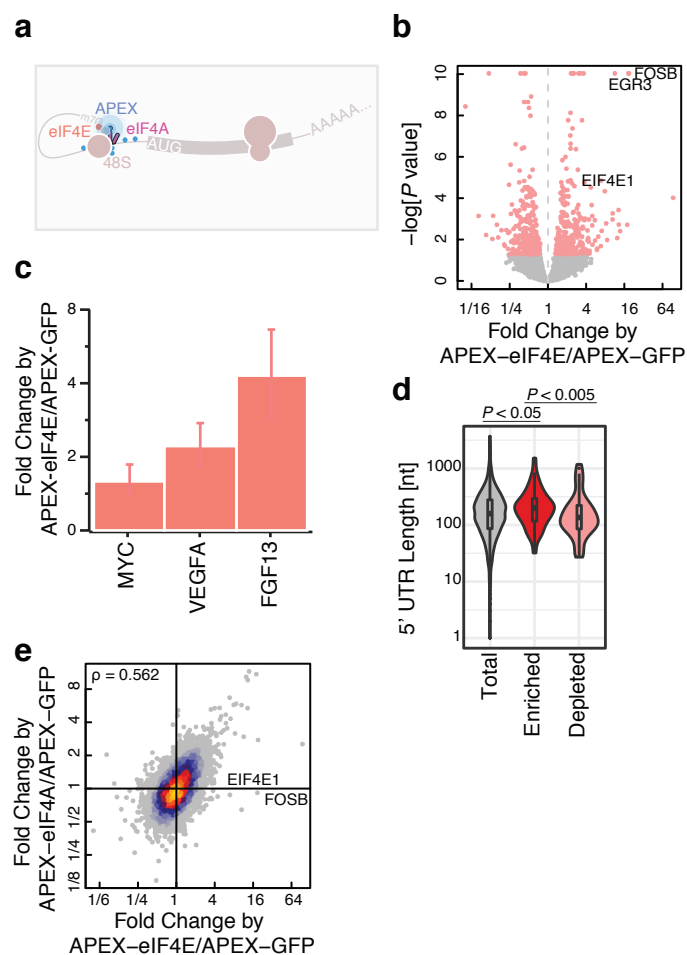 a
APEX
m7G
eIF4E
eIF4A
48S
AUG
AAAAA...
b
FOSB
EGR3
EIF4E1
−log[P value]
10
8
6
4
2
0
1/16
1/4
1
4
16
64
Fold Change by
APEX−eIF4E/APEX−GFP
c
Fold Change by
APEX-eIF4E/APEX-GFP
8
4
2
0
MYC
VEGFA
FGF13
d
P < 0.005
P < 0.05
5’ UTR Length [nt]
1000
100
10
1
Total
Enriched
Depleted
e
ρ = 0.562
Fold Change by
APEX−eIF4A/APEX−GFP
8
4
2
1
1/2
1/4
1/8
EIF4E1
FOSB
1/6
1/4
1
4
16
64
Fold Change by
APEX−eIF4E/APEX−GFP